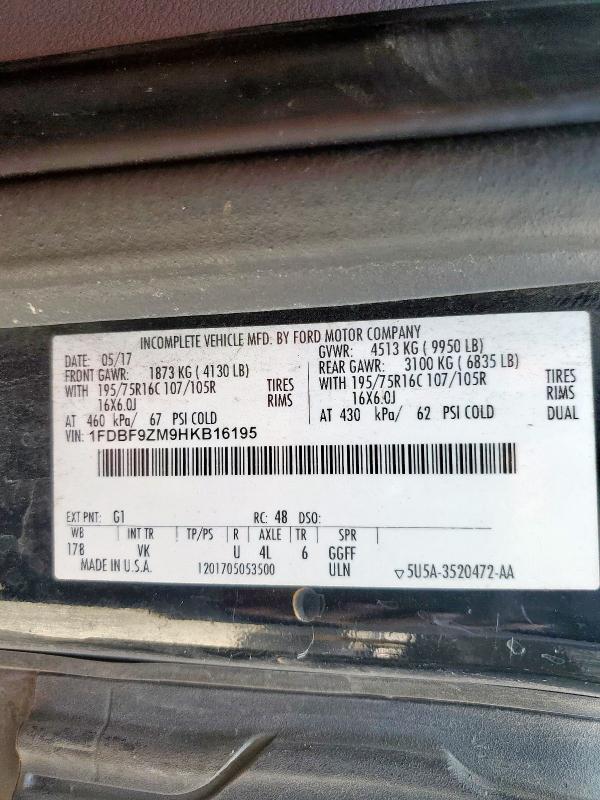 INCOMPLETE VEHICLE MFD. BY FORD MOTOR COMPANY
DATE: 05/17 GVWR: 4513 KG ( 9950 LB)
FRONT GAWR: 1873 KG ( 4130 LB) REAR GAWR: 3100 KG ( 6835 LB)
WITH 195/75R16C 107/105R TIRES WITH 195/75R16C 107/105R TIRES
16X6.0J RIMS 16X6.0J RIMS
AT 460 kPa/ 67 PSI COLD AT 430 kPa/ 62 PSI COLD DUAL
VIN: 1FDBF9ZM9HKB16195
EXT PNT: G1 RC: 48 DSO:
WB INT TR TP/PS R AXLE TR SPR
178 VK U 4L 6 GGFF
MADE IN U.S.A. 1201705053500 ULN ▽5U5A-3520472-AA